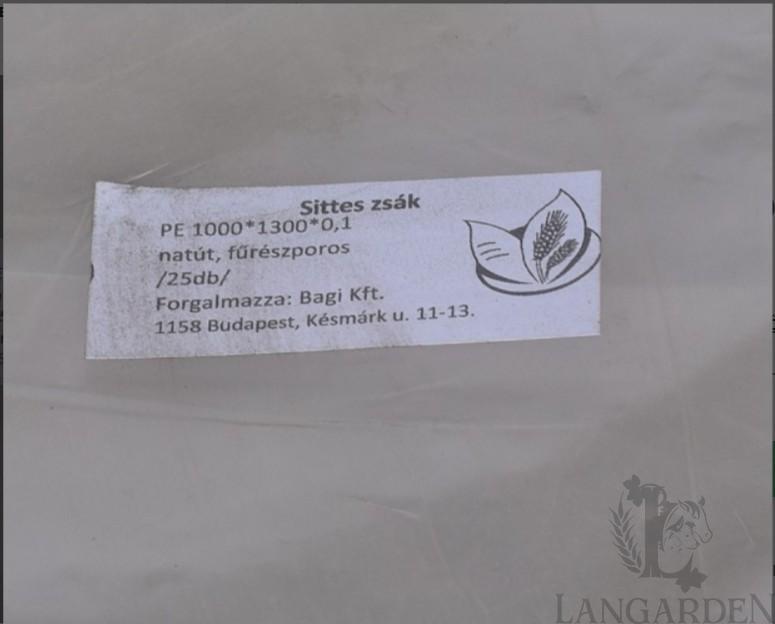 Sittes zsák
PE 1000*1300*0,1
natút, fűrészporos
/25db/
Forgalmazza: Bagi Kft.
1158 Budapest, Késmárk u. 11-13.
LANGARDEN